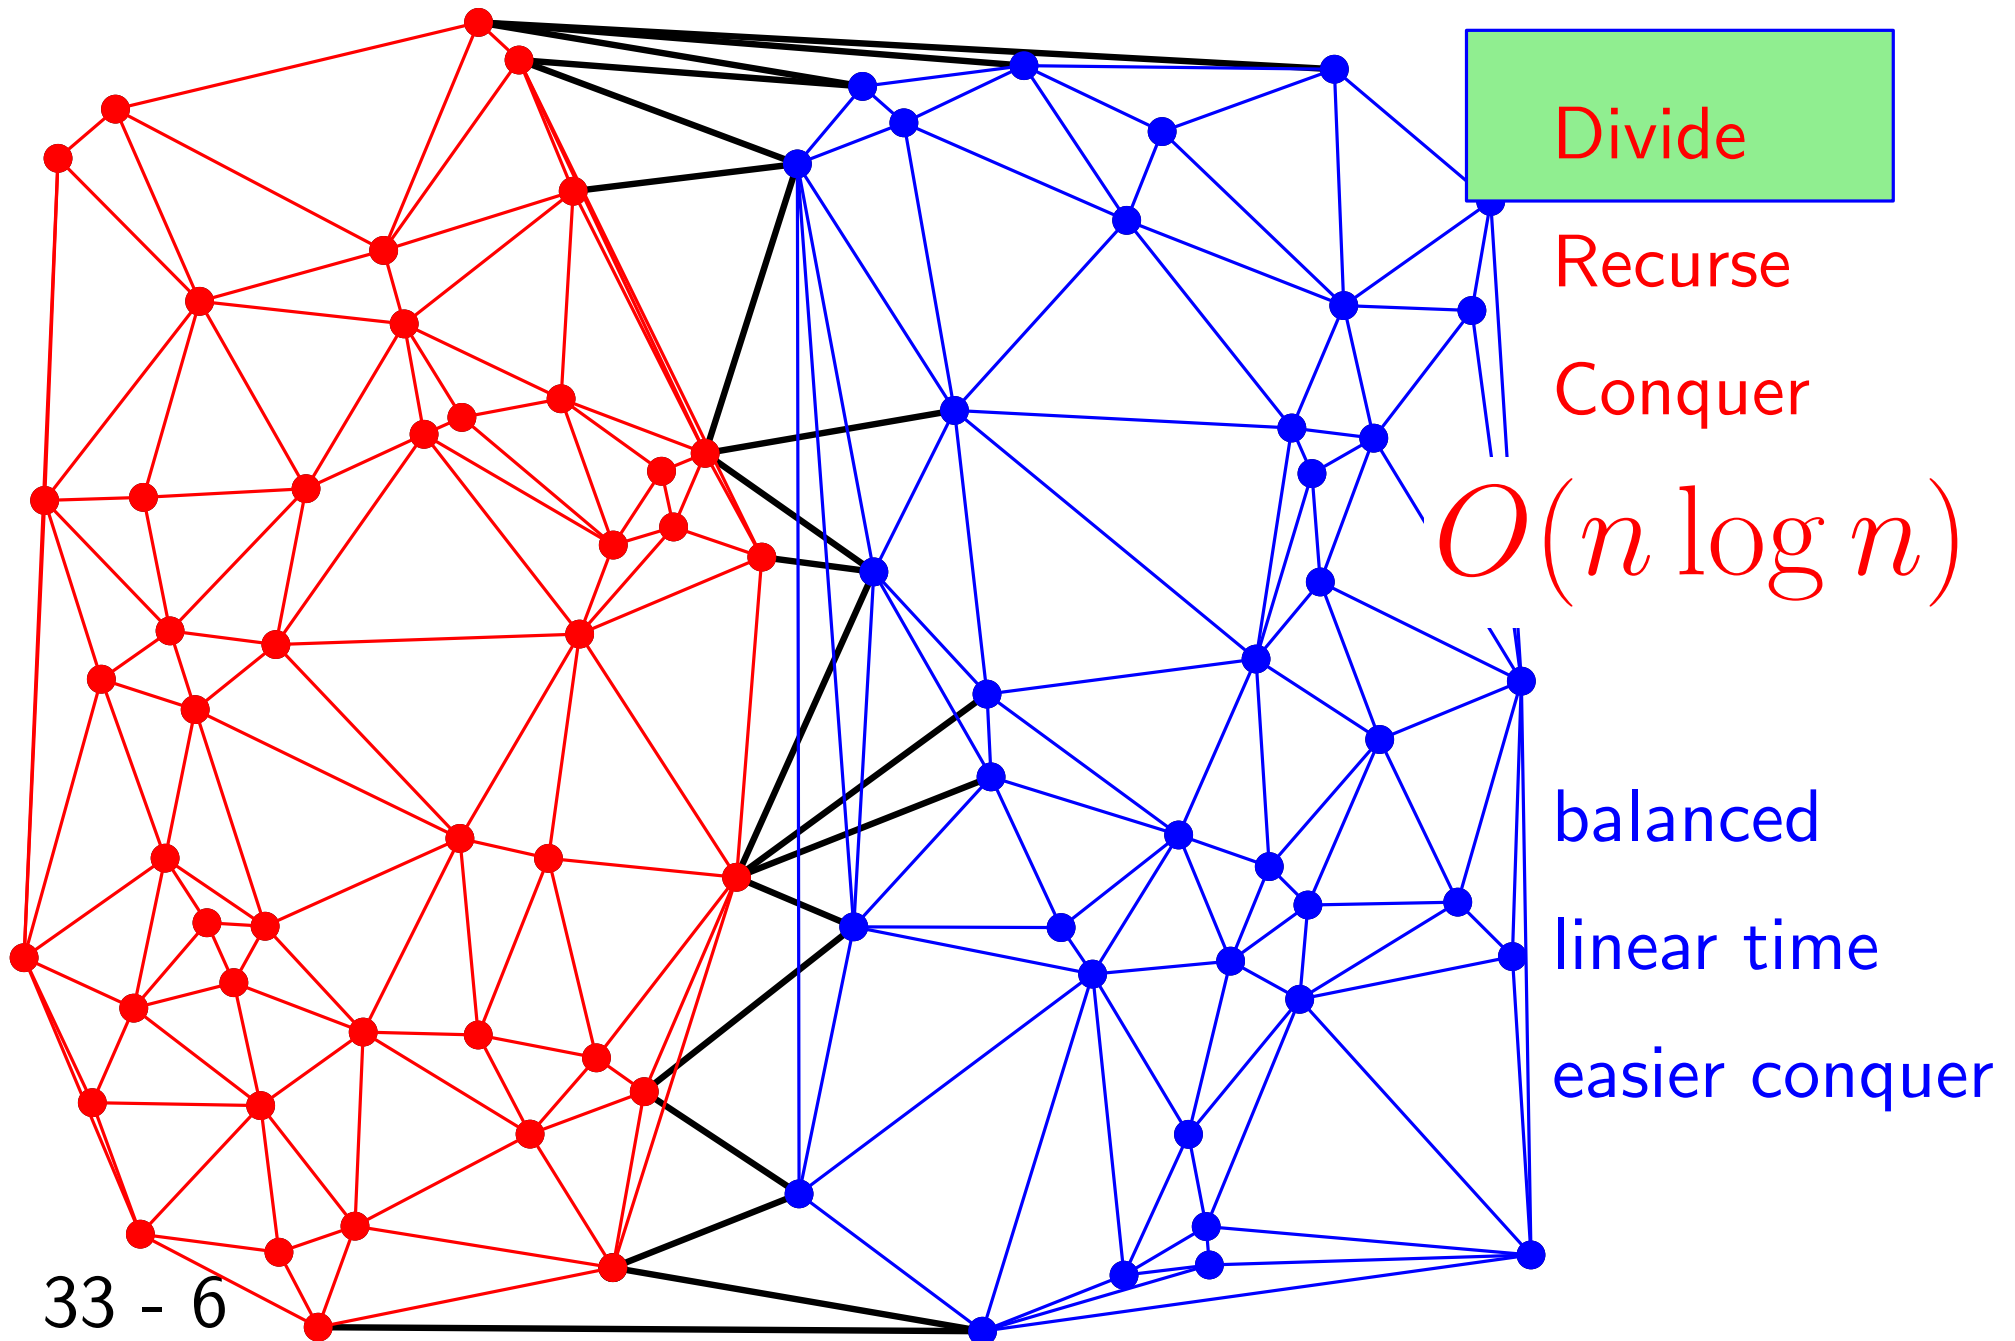 Divide
Recurse
Conquer
O(n log n)
balanced
linear time
easier conquer
33 - 6